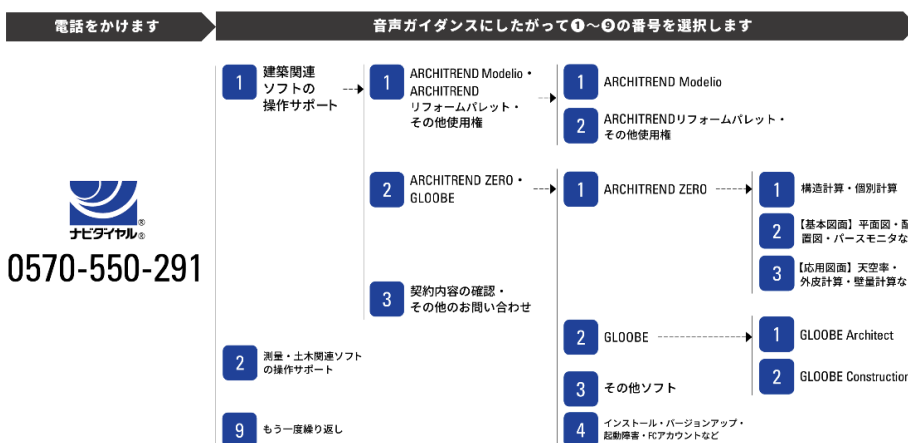 電話をかけます
音声ガイダンスにしたがって❶～❾の番号を選択します
1
建築関連
ソフトの
操作サポート
1
ARCHITREND Modelio・
ARCHITREND
リフォームパレット・
その他使用権
1
ARCHITREND Modelio
2
ARCHITRENDリフォームパレット・
その他使用権
2
ARCHITREND ZERO・
GLOOBE
1
ARCHITREND ZERO
1
構造計算・個別計算
2
【基本図面】平面図・配
置図・パースモニタな
3
【応用図面】天空率・
外皮計算・壁量計算な
ナビダイヤル®
®
0570-550-291
3
契約内容の確認・
その他のお問い合わせ
2
GLOOBE
1
GLOOBE Architect
2
GLOOBE Construction
2
測量・土木関連ソフト
の操作サポート
3
その他ソフト
9
もう一度繰り返し
4
インストール・バージョンアップ・
起動障害・FCアカウントなど